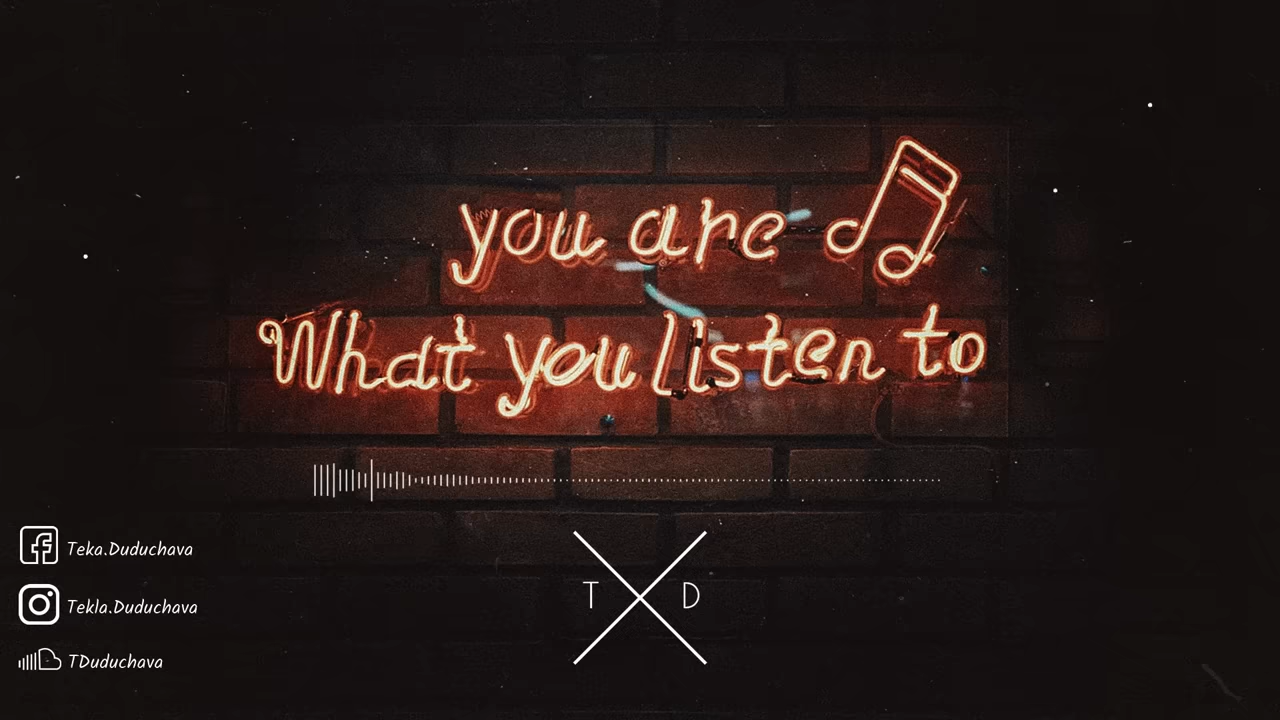 you are
What you listen to
Teka.Duduchava
Tekla.Duduchava
TDuduchava
T D